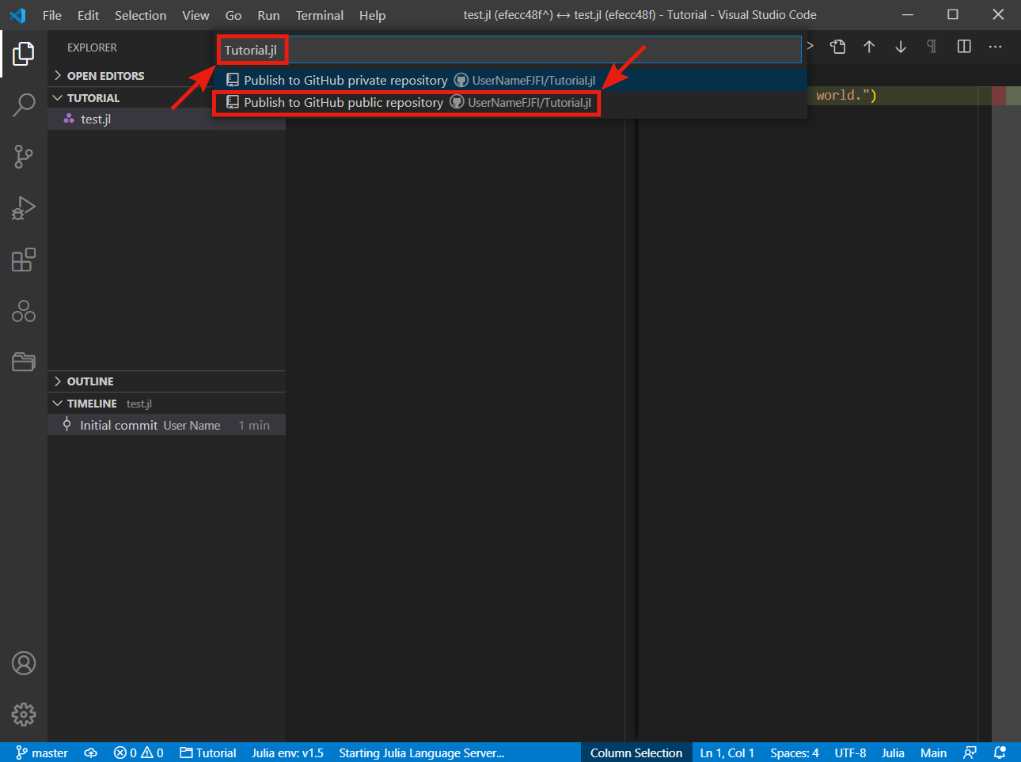 File Edit Selection View Go Run Terminal Help test.jl (efecc48f^) ↔ test.jl (efecc48f) - Tutorial - Visual Studio Code
EXPLORER
Tutorial.jl
OPEN EDITORS
Publish to GitHub private repository UserNameFJFI/Tutorial.jl
TUTORIAL
Publish to GitHub public repository UserNameFJFI/Tutorial.jl
world.")
test.jl
OUTLINE
TIMELINE test.jl
Initial commit User Name 1 min
master 0 0 Tutorial Julia env: v1.5 Starting Julia Language Server... Column Selection Ln 1, Col 1 Spaces: 4 UTF-8 Julia Main